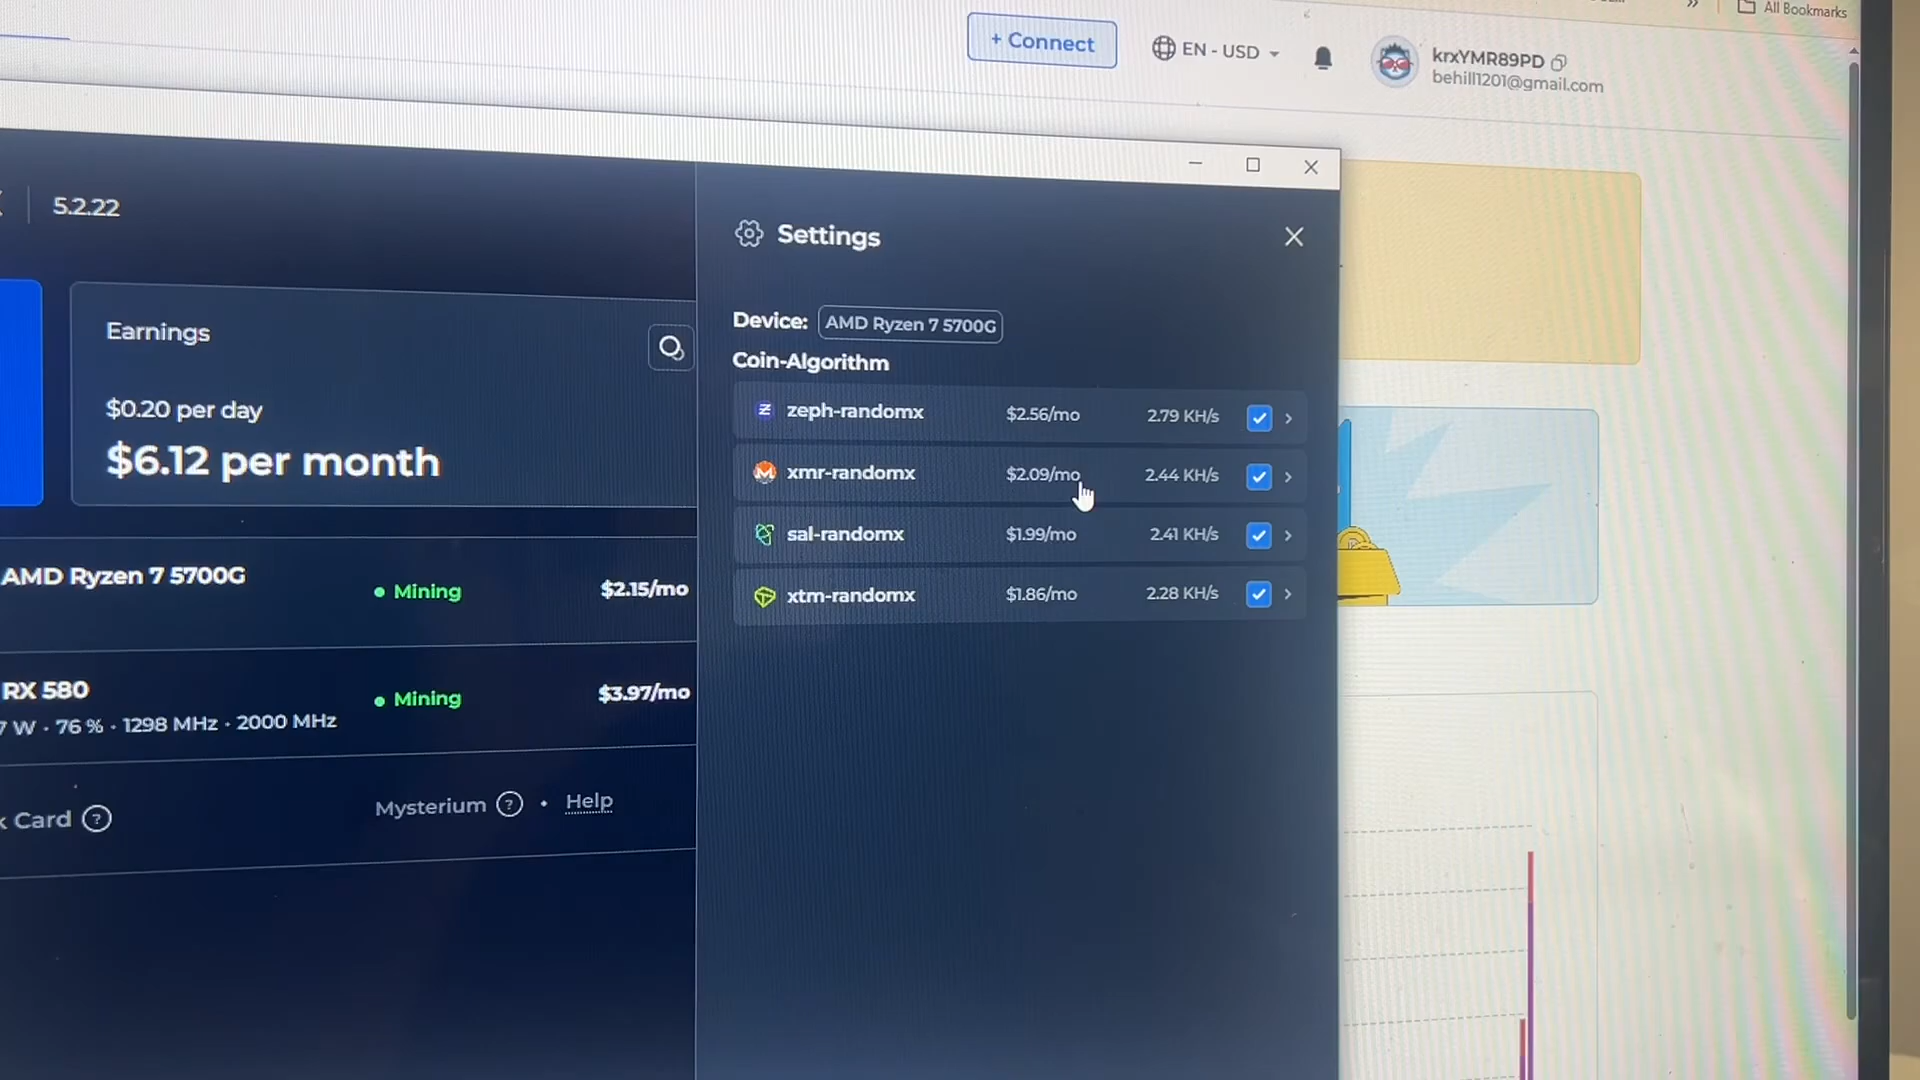 All Bookmarks
+ Connect
EN - USD
krxYMR89PD
behill1201@gmail.com
5.2.22
Settings
Earnings
$0.20 per day
$6.12 per month
Device: AMD Ryzen 7 5700G
Coin-Algorithm
zeph-randomx $2.56/mo 2.79 KH/s
xmr-randomx $2.09/mo 2.44 KH/s
sal-randomx $1.99/mo 2.41 KH/s
xtm-randomx $1.86/mo 2.28 KH/s
AMD Ryzen 7 5700G Mining $2.15/mo
RX 580 Mining $3.97/mo
7 W · 76 % · 1298 MHz · 2000 MHz
k Card ? Mysterium ? · Help